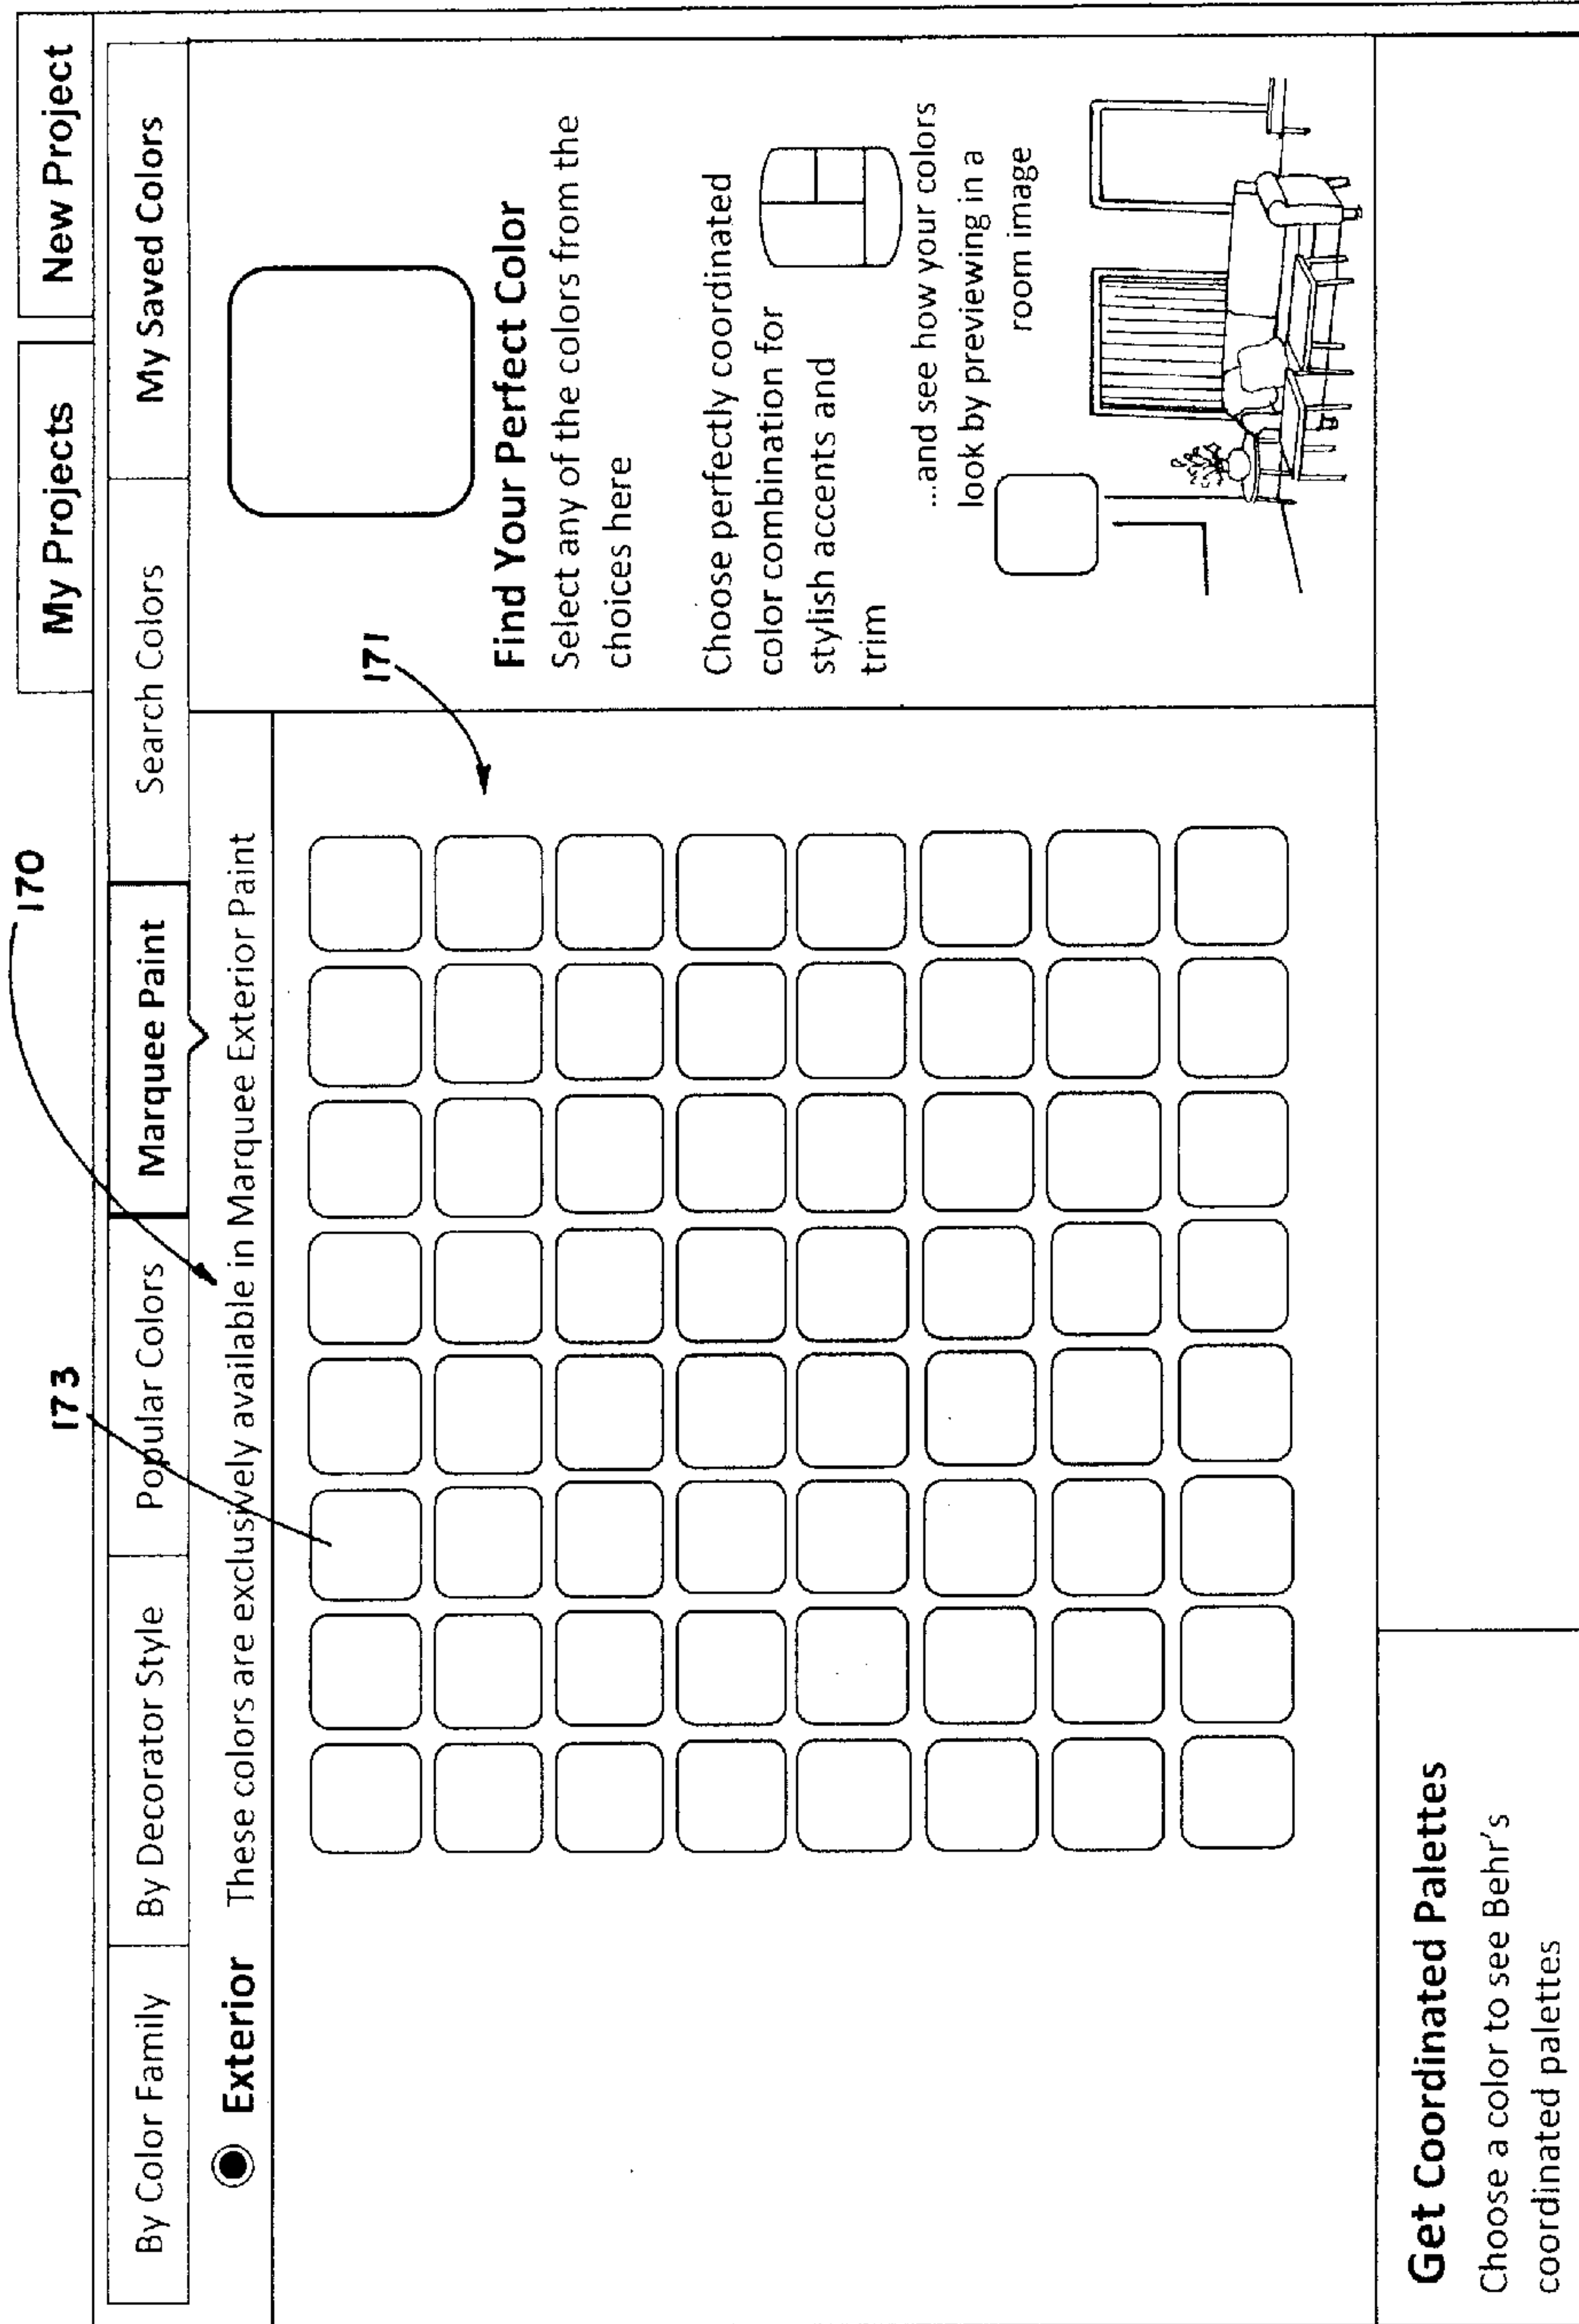 My Projects
New Project
By Color Family
By Decorator Style
Popular Colors
Marquee Paint
Search Colors
My Saved Colors
170
173
171
Exterior
These colors are exclusively available in Marquee Exterior Paint
Find Your Perfect Color
Select any of the colors from the
choices here
Choose perfectly coordinated
color combination for
stylish accents and
trim
...and see how your colors
look by previewing in a
room image
Get Coordinated Palettes
Choose a color to see Behr's
coordinated palettes